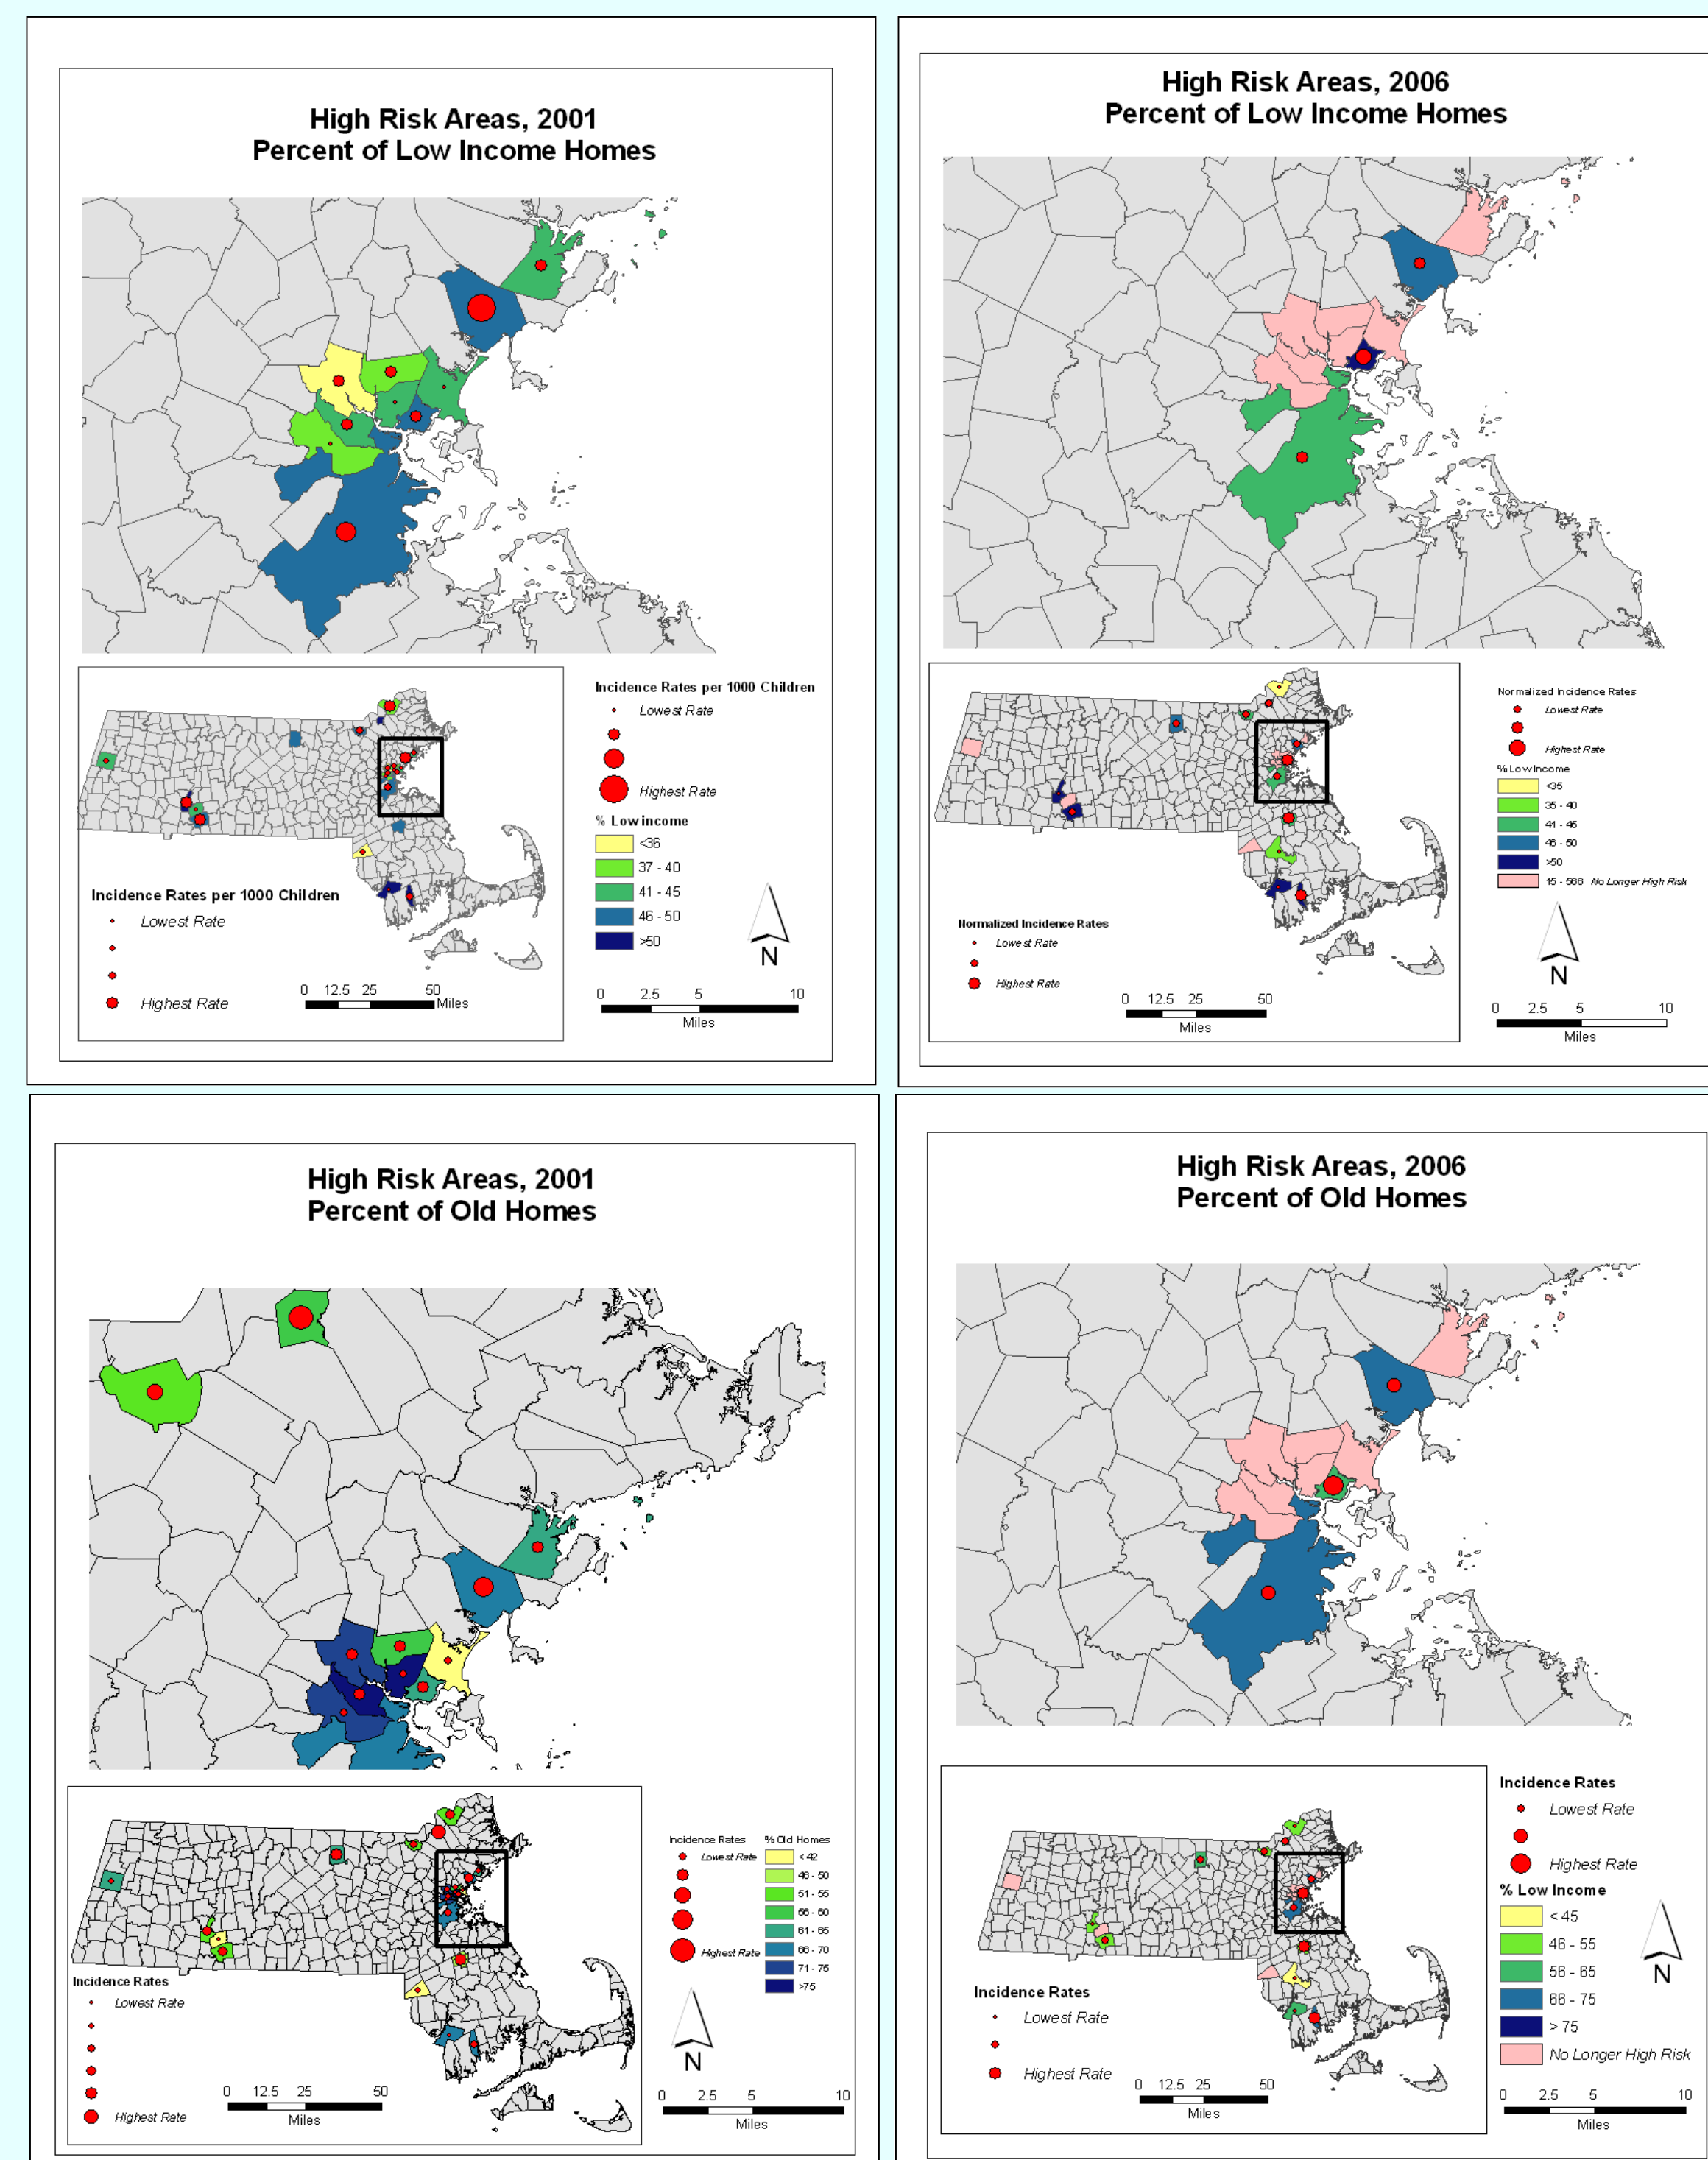 High Risk Areas, 2001
Percent of Low Income Homes
Incidence Rates per 1000 Children
Lowest Rate
Highest Rate
% Low income
<36
37 - 40
41 - 45
46 - 50
>50
N
0 2.5 5 10
Miles
Incidence Rates per 1000 Children
Lowest Rate
Highest Rate
0 12.5 25 50
Miles
High Risk Areas, 2006
Percent of Low Income Homes
Normalized Incidence Rates
Lowest Rate
Highest Rate
% Low Income
<35
35 - 40
41 - 45
46 - 50
>50
15 - 566 No Longer High Risk
N
0 2.5 5 10
Miles
Normalized Incidence Rates
Lowest Rate
Highest Rate
0 12.5 25 50
Miles
High Risk Areas, 2001
Percent of Old Homes
Incidence Rates
Lowest Rate
Highest Rate
% Old Homes
< 42
46 - 50
51 - 55
56 - 60
61 - 65
66 - 70
71 - 75
>75
N
0 2.5 5 10
Miles
Incidence Rates
Lowest Rate
Highest Rate
0 12.5 25 50
Miles
High Risk Areas, 2006
Percent of Old Homes
Incidence Rates
Lowest Rate
Highest Rate
% Low Income
< 45
46 - 55
56 - 65
66 - 75
> 75
No Longer High Risk
N
0 2.5 5 10
Miles
Incidence Rates
Lowest Rate
Highest Rate
0 12.5 25 50
Miles